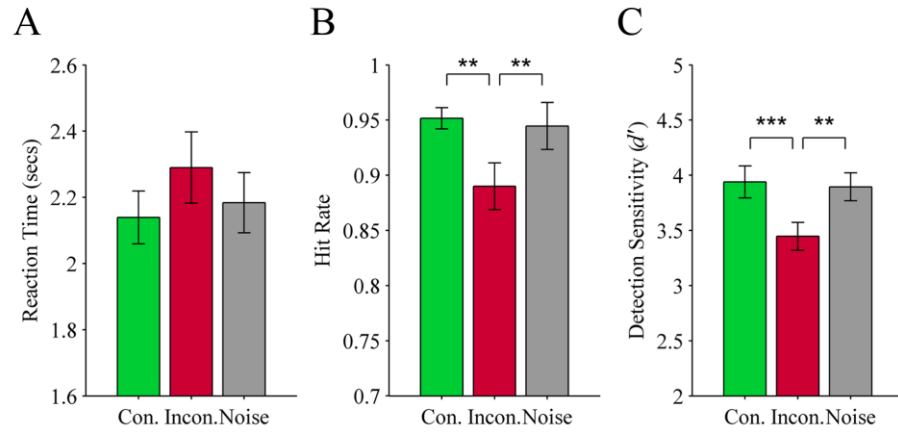 A
Reaction Time (secs)
2.6
2.4
2.2
2
1.8
1.6
Con. Incon. Noise
B
Hit Rate
1
0.95
0.9
0.85
0.8
0.75
0.7
** **
Con. Incon. Noise
C
Detection Sensitivity (d′)
5
4.5
4
3.5
3
2.5
2
*** **
Con. Incon. Noise